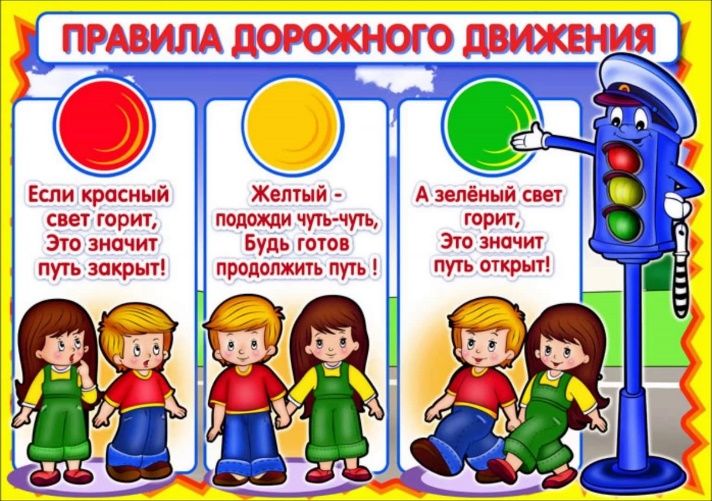 ПРАВИЛА ДОРОЖНОГО ДВИЖЕНИЯ
Если красный
свет горит,
Это значит
путь закрыт!
Желтый -
подожди чуть-чуть,
Будь готов
продолжить путь !
А зелёный свет
горит,
Это значит
путь открыт!